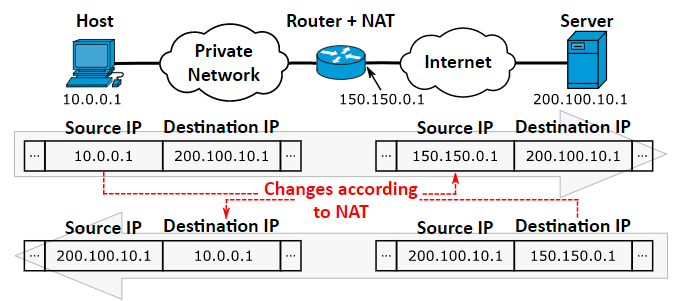 Host Router + NAT Server
Private Network
Internet
10.0.0.1 150.150.0.1 200.100.10.1
Source IP Destination IP Source IP Destination IP
... 10.0.0.1 200.100.10.1 ... ... 150.150.0.1 200.100.10.1 ...
Changes according
to NAT
Source IP Destination IP Source IP Destination IP
... 200.100.10.1 10.0.0.1 ... ... 200.100.10.1 150.150.0.1 ...